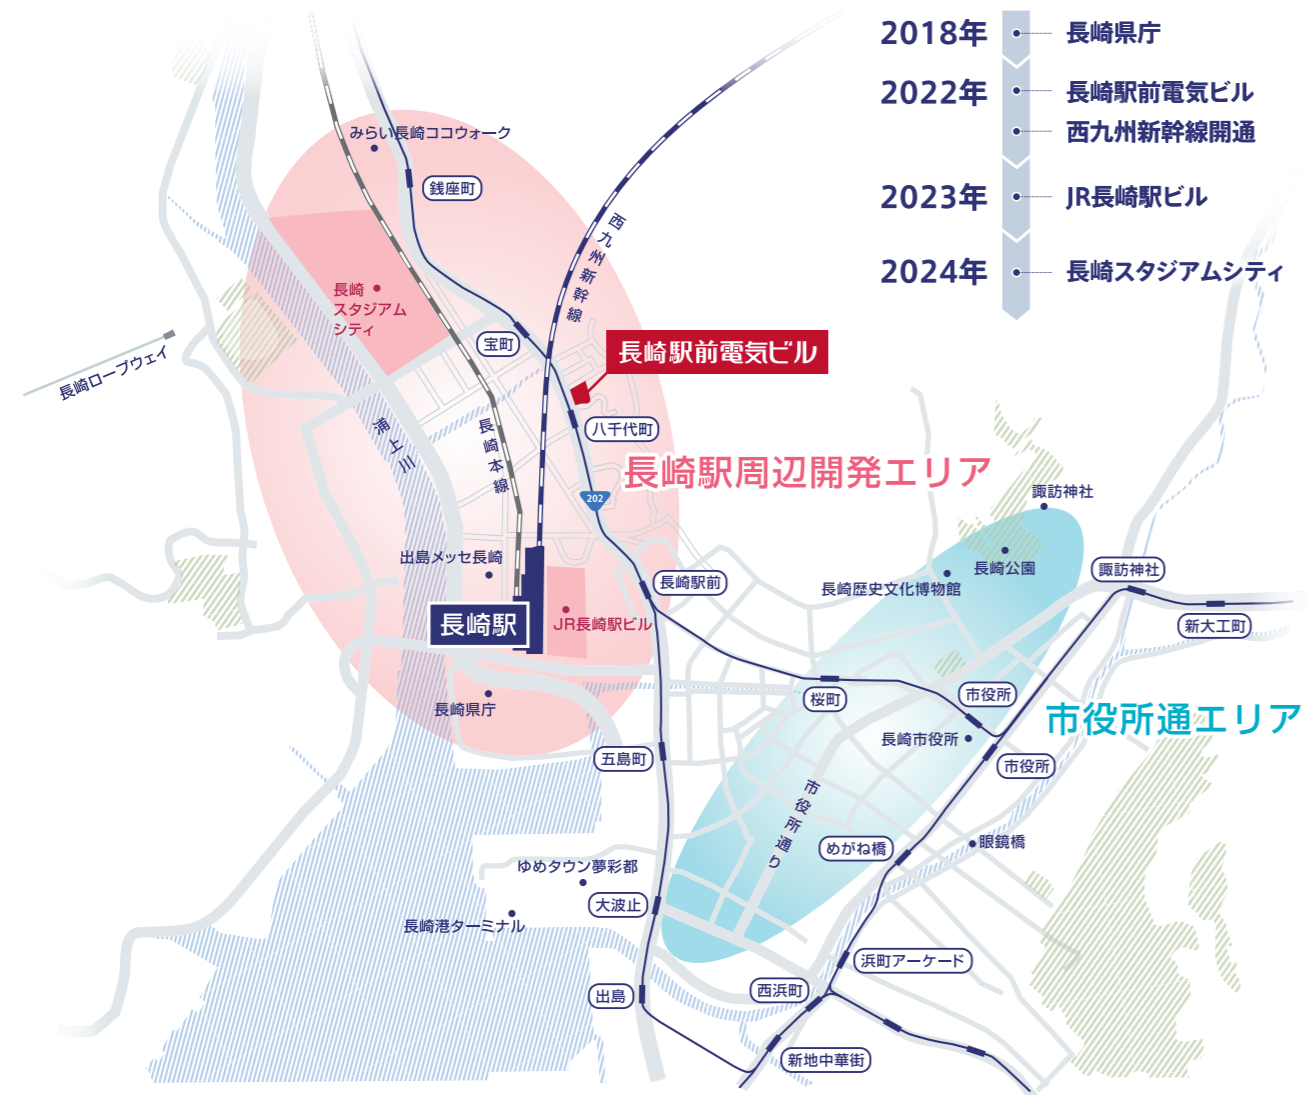 2018年
長崎県庁
2022年
長崎駅前電気ビル
西九州新幹線開通
2023年
JR長崎駅ビル
2024年
長崎スタジアムシティ
みらい長崎ココウォーク
銭座町
西九州新幹線
長崎
スタジアム
シティ
宝町
長崎駅前電気ビル
長崎ロープウェイ
浦上川
長崎本線
八千代町
長崎駅周辺開発エリア
202
諏訪神社
出島メッセ長崎
長崎駅前
長崎公園
長崎歴史文化博物館
諏訪神社
長崎駅
JR長崎駅ビル
新大工町
長崎県庁
桜町
市役所
市役所通エリア
長崎市役所
五島町
市役所
市役所通り
めがね橋
眼鏡橋
ゆめタウン夢彩都
大波止
長崎港ターミナル
浜町アーケード
西浜町
出島
新地中華街